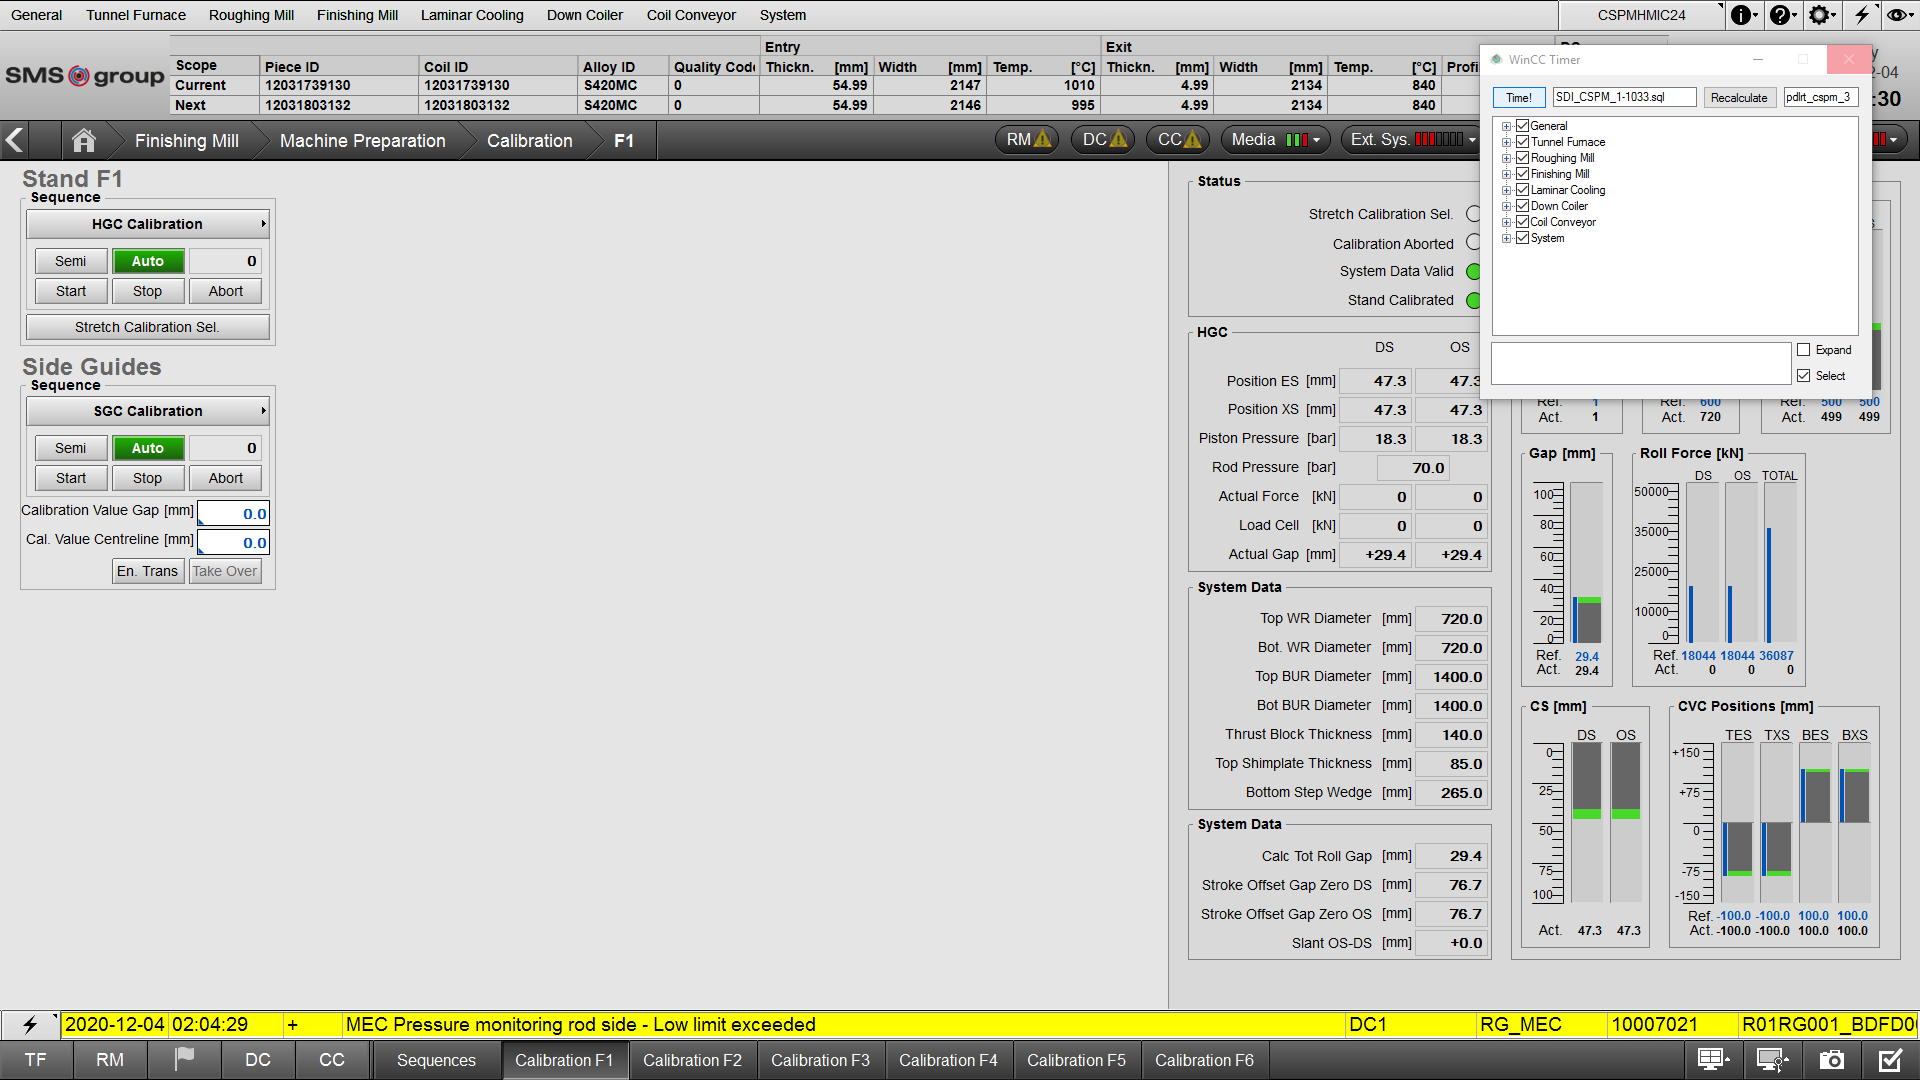 General Tunnel Furnace Roughing Mill Finishing Mill Laminar Cooling Down Coiler Coil Conveyor System CSPMHMIC24
SMS group
Entry Exit
Scope Piece ID Coil ID Alloy ID Quality Code Thickn. [mm] Width [mm] Temp. [°C] Thickn. [mm] Width [mm] Temp. [°C]
Current 12031739130 12031739130 S420MC 0 54.99 2147 1010 4.99 2134 840
Next 12031803132 12031803132 S420MC 0 54.99 2146 995 4.99 2134 840
Finishing Mill Machine Preparation Calibration F1 RM DC CC Media Ext. Sys.
WinCC Timer
Time! SDI_CSPM_1-1033.sql Recalculate pdlrt_cspm_3
General
Tunnel Furnace
Roughing Mill
Finishing Mill
Laminar Cooling
Down Coiler
Coil Conveyor
System
Expand
Select
-04
:30
Stand F1
Sequence
HGC Calibration
Semi Auto 0
Start Stop Abort
Stretch Calibration Sel.
Side Guides
Sequence
SGC Calibration
Semi Auto 0
Start Stop Abort
Calibration Value Gap [mm] 0.0
Cal. Value Centreline [mm] 0.0
En. Trans Take Over
Status
Stretch Calibration Sel.
Calibration Aborted
System Data Valid
Stand Calibrated
HGC
DS OS
Position ES [mm] 47.3 47.3
Position XS [mm] 47.3 47.3
Piston Pressure [bar] 18.3 18.3
Rod Pressure [bar] 70.0
Actual Force [kN] 0 0
Load Cell [kN] 0 0
Actual Gap [mm] +29.4 +29.4
System Data
Top WR Diameter [mm] 720.0
Bot. WR Diameter [mm] 720.0
Top BUR Diameter [mm] 1400.0
Bot BUR Diameter [mm] 1400.0
Thrust Block Thickness [mm] 140.0
Top Shimplate Thickness [mm] 85.0
Bottom Step Wedge [mm] 265.0
System Data
Calc Tot Roll Gap [mm] 29.4
Stroke Offset Gap Zero DS [mm] 76.7
Stroke Offset Gap Zero OS [mm] 76.7
Slant OS-DS [mm] +0.0
Ref. 1 Ref. 600 Ref. 500 500
Act. 1 Act. 720 Act. 499 499
Gap [mm]
100
80
60
40
20
0
Ref. 29.4
Act. 29.4
Roll Force [kN]
DS OS TOTAL
50000
35000
25000
10000
0
Ref. 18044 18044 36087
Act. 0 0 0
CS [mm]
DS OS
0
25
50
75
100
Act. 47.3 47.3
CVC Positions [mm]
TES TXS BES BXS
+150
+75
0
-75
-150
Ref. -100.0 -100.0 100.0 100.0
Act. -100.0 -100.0 100.0 100.0
2020-12-04 02:04:29 + MEC Pressure monitoring rod side - Low limit exceeded DC1 RG_MEC 10007021
TF RM DC CC Sequences Calibration F1 Calibration F2 Calibration F3 Calibration F4 Calibration F5 Calibration F6